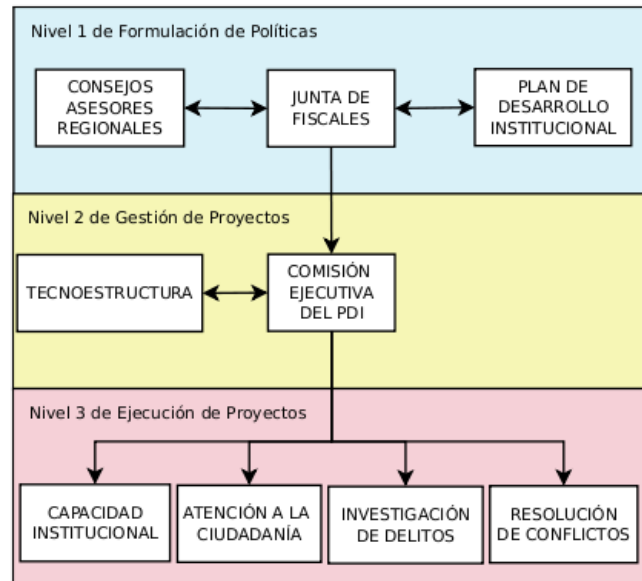 Nivel 1 de Formulación de Políticas
CONSEJOS
ASESORES
REGIONALES
JUNTA DE
FISCALES
PLAN DE
DESARROLLO
INSTITUCIONAL
Nivel 2 de Gestión de Proyectos
TECNOESTRUCTURA
COMISIÓN
EJECUTIVA
DEL PDI
Nivel 3 de Ejecución de Proyectos
CAPACIDAD
INSTITUCIONAL
ATENCIÓN A LA
CIUDADANÍA
INVESTIGACIÓN
DE DELITOS
RESOLUCIÓN
DE CONFLICTOS